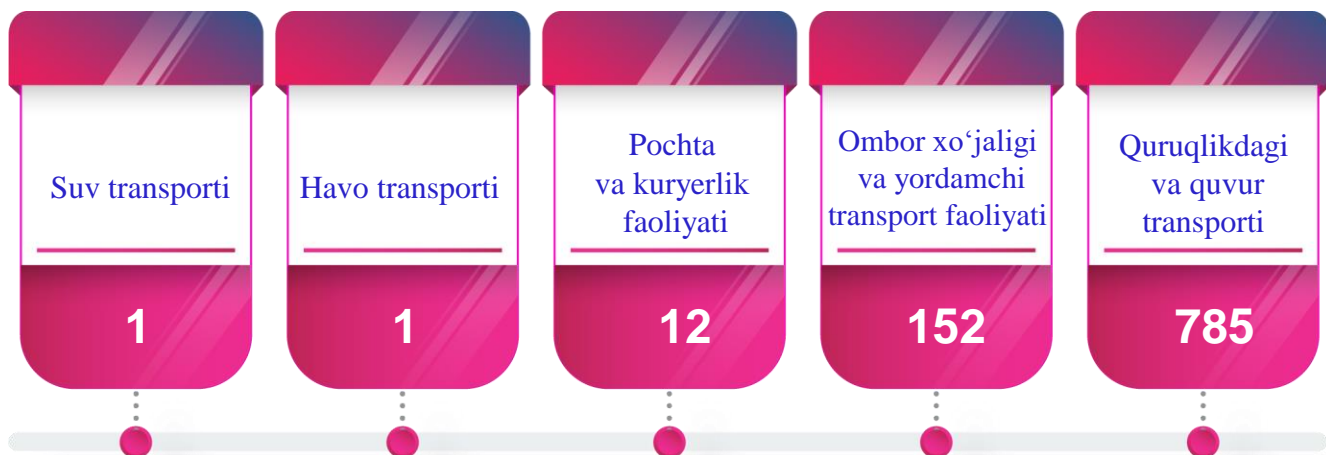 Suv transporti
1
Havo transporti
1
Pochta
va kuryerlik
faoliyati
12
Ombor xo‘jaligi
va yordamchi
transport faoliyati
152
Quruqlikdagi
va quvur
transporti
785